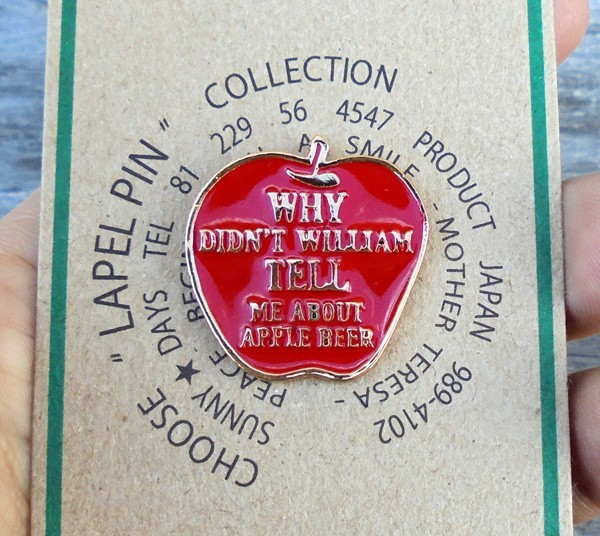 COLLECTION
"LAPEL PIN"
CHOOSE
81 229 56 4547
PRODUCT JAPAN 989-4102
SUNNY★DAYS TEL
PEACE
A SMILE - MOTHER TERESA -
WHY
DIDN'T WILLIAM
TELL
ME ABOUT
APPLE BEER